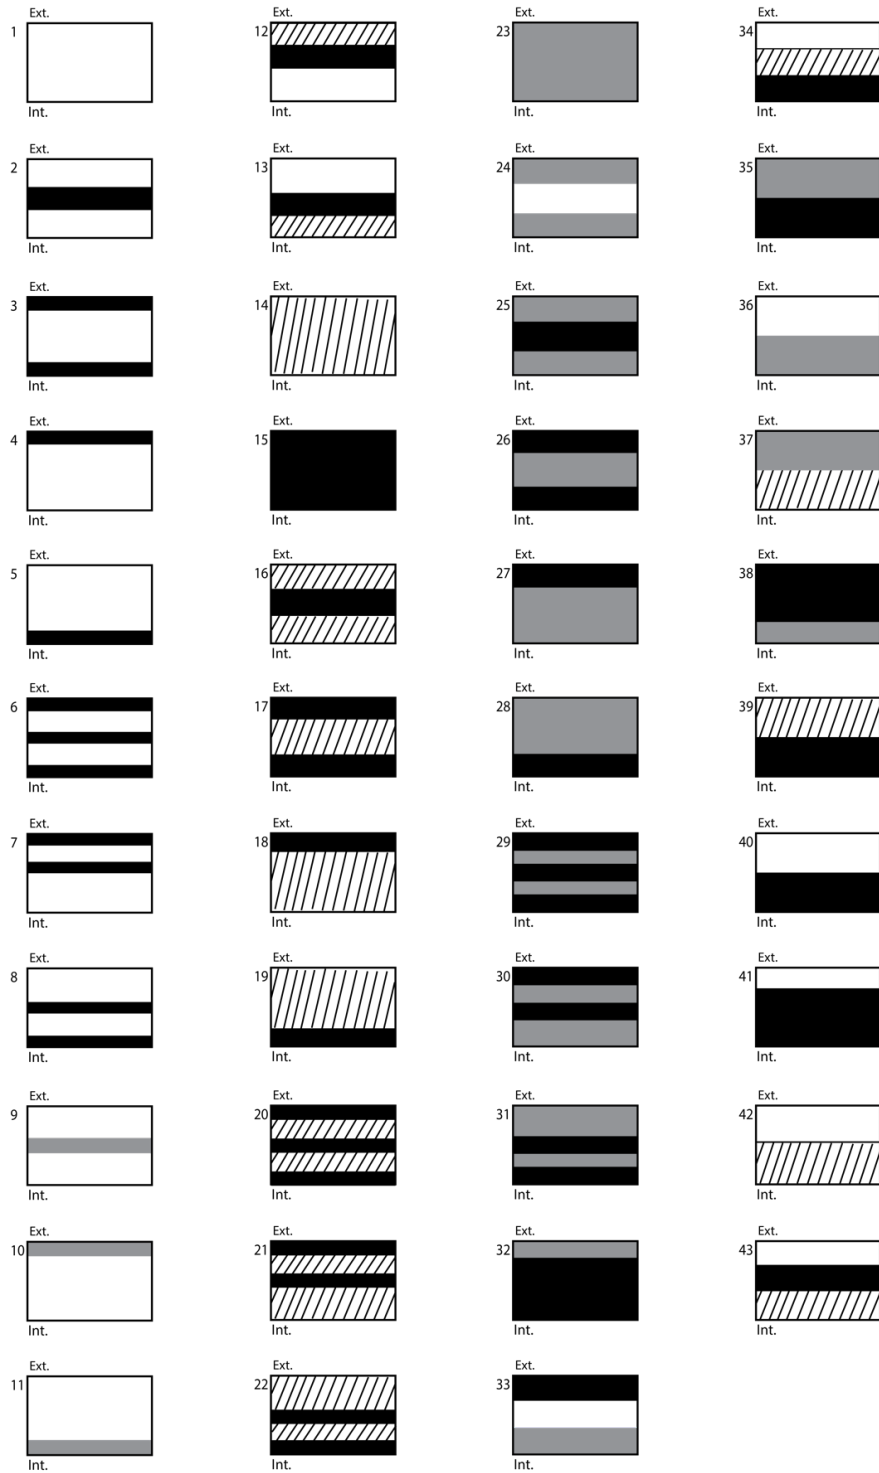 Ext.
1
Int.
Ext.
2
Int.
Ext.
3
Int.
Ext.
4
Int.
Ext.
5
Int.
Ext.
6
Int.
Ext.
7
Int.
Ext.
8
Int.
Ext.
9
Int.
Ext.
10
Int.
Ext.
11
Int.
Ext.
12
Int.
Ext.
13
Int.
Ext.
14
Int.
Ext.
15
Int.
Ext.
16
Int.
Ext.
17
Int.
Ext.
18
Int.
Ext.
19
Int.
Ext.
20
Int.
Ext.
21
Int.
Ext.
22
Int.
Ext.
23
Int.
Ext.
24
Int.
Ext.
25
Int.
Ext.
26
Int.
Ext.
27
Int.
Ext.
28
Int.
Ext.
29
Int.
Ext.
30
Int.
Ext.
31
Int.
Ext.
32
Int.
Ext.
33
Int.
Ext.
34
Int.
Ext.
35
Int.
Ext.
36
Int.
Ext.
37
Int.
Ext.
38
Int.
Ext.
39
Int.
Ext.
40
Int.
Ext.
41
Int.
Ext.
42
Int.
Ext.
43
Int.